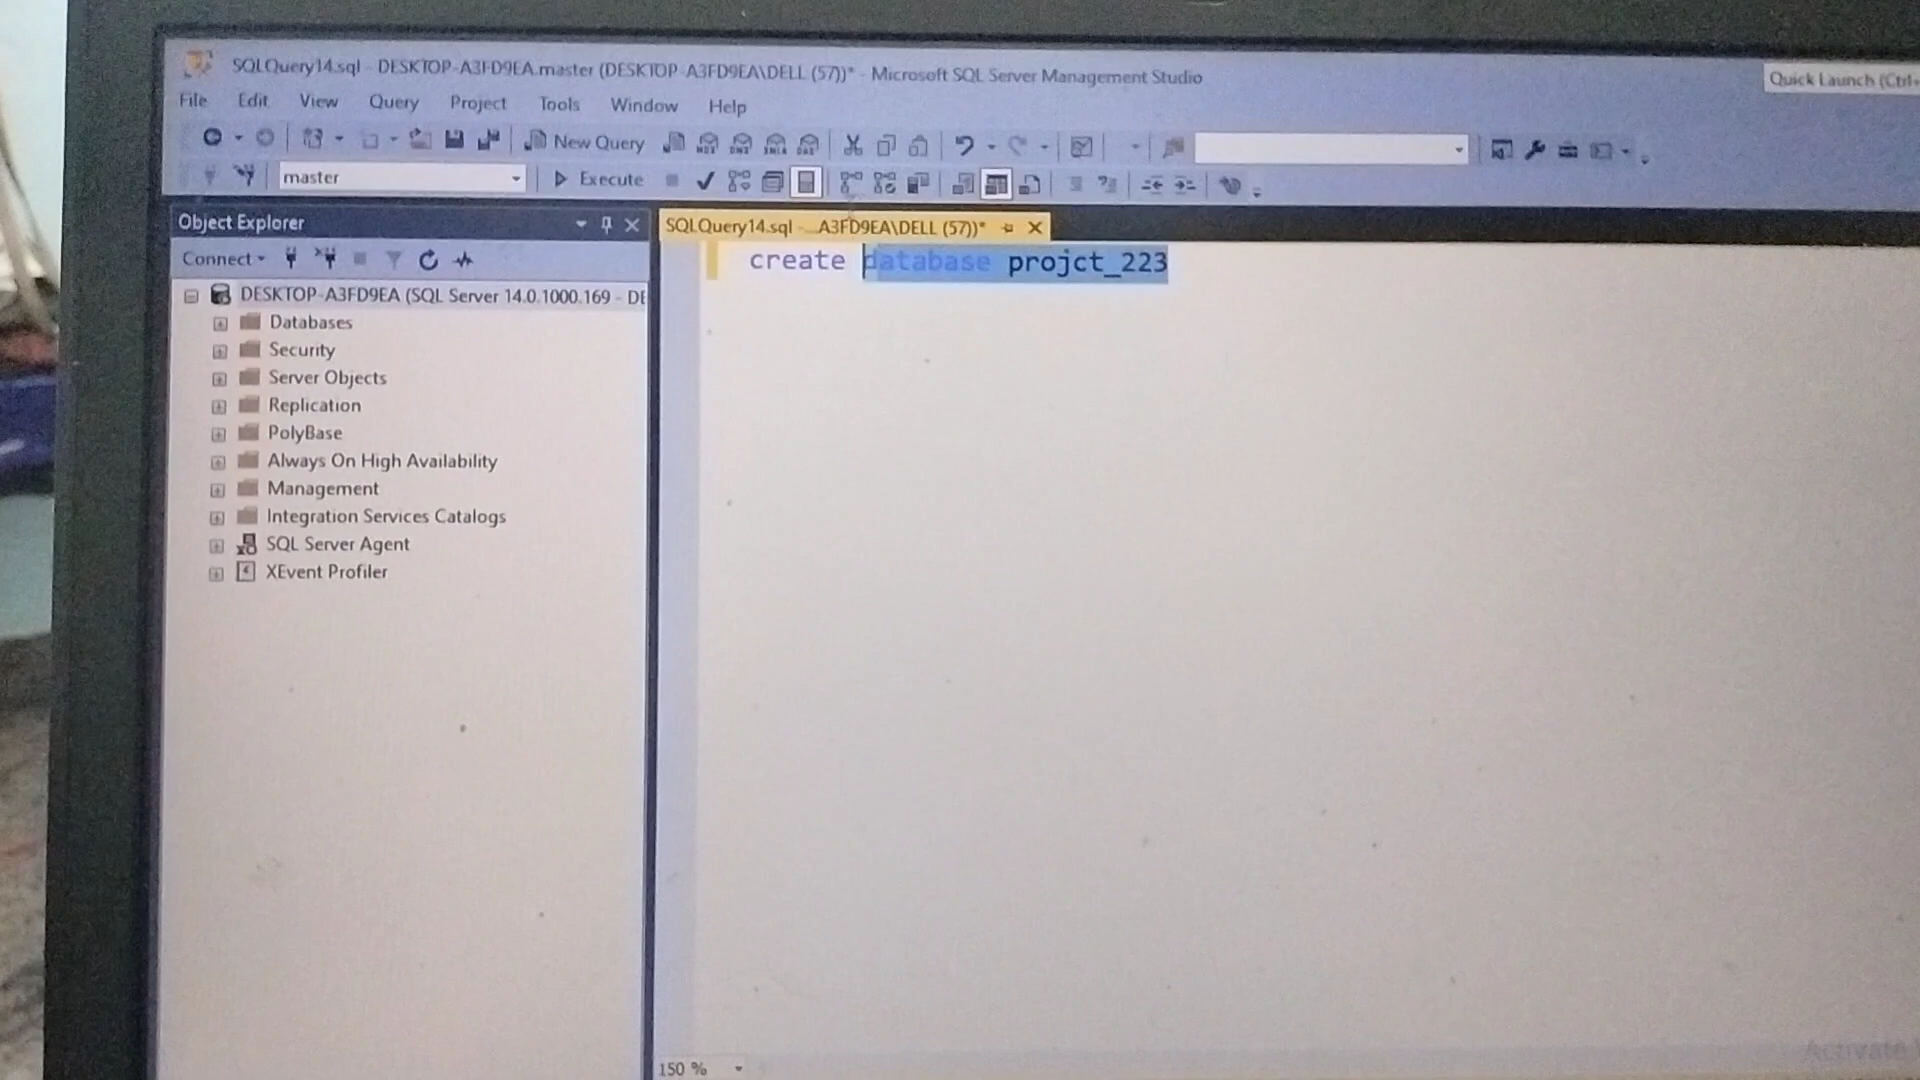 SQLQuery14.sql - DESKTOP-A3FD9EA.master (DESKTOP-A3FD9EA\DELL (57))* - Microsoft SQL Server Management Studio
Quick Launch (Ctrl+
File Edit View Query Project Tools Window Help
New Query
master Execute
Object Explorer
SQLQuery14.sql - ...A3FD9EA\DELL (57))*
Connect
create database projct_223
DESKTOP-A3FD9EA (SQL Server 14.0.1000.169 - DE
Databases
Security
Server Objects
Replication
PolyBase
Always On High Availability
Management
Integration Services Catalogs
SQL Server Agent
XEvent Profiler
150 %
Activate